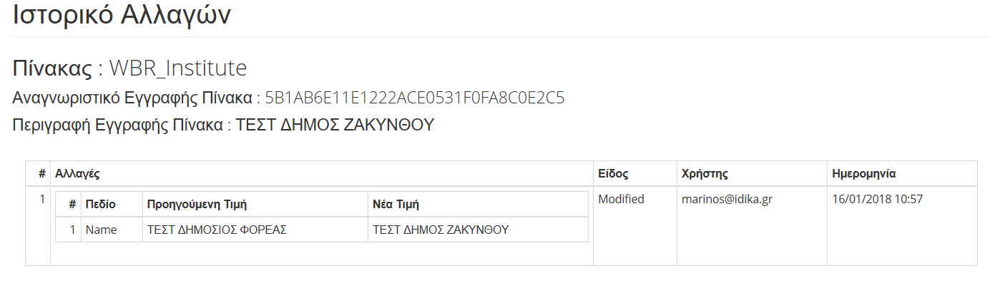 Ιστορικό Αλλαγών
Πίνακας : WBR_Institute
Αναγνωριστικό Εγγραφής Πίνακα : 5B1AB6E11E1222ACE0531F0FA8C0E2C5
Περιγραφή Εγγραφής Πίνακα : ΤΕΣΤ ΔΗΜΟΣ ΖΑΚΥΝΘΟΥ
# Αλλαγές Είδος Χρήστης Ημερομηνία
1 # Πεδίο Προηγούμενη Τιμή Νέα Τιμή Modified marinos@idika.gr 16/01/2018 10:57
1 Name ΤΕΣΤ ΔΗΜΟΣΙΟΣ ΦΟΡΕΑΣ ΤΕΣΤ ΔΗΜΟΣ ΖΑΚΥΝΘΟΥ